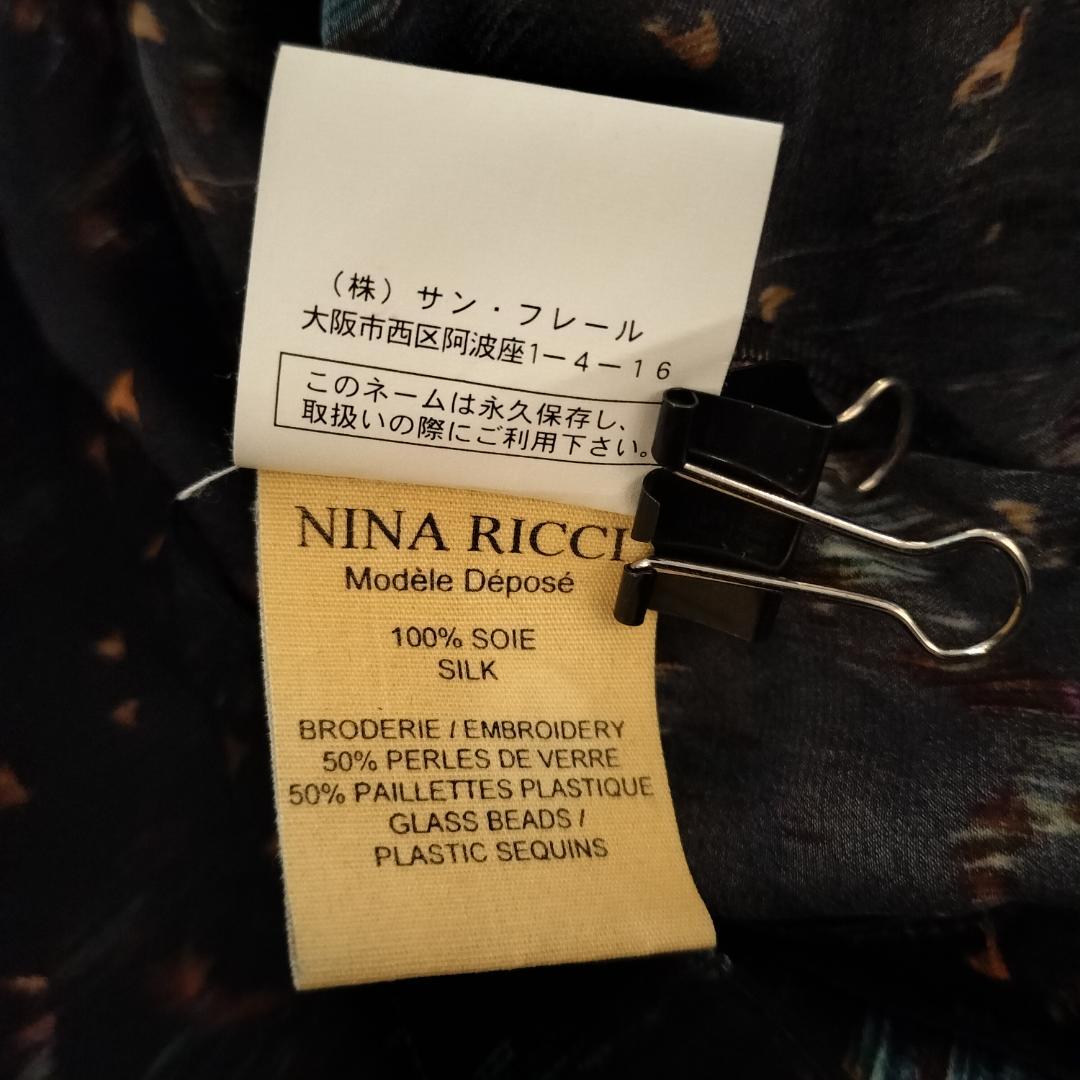 （株）サン・フレール
大阪市西区阿波座1－4－16
このネームは永久保存し、
取扱いの際にご利用下さい。
NINA RICCI
Modèle Déposé
100% SOIE
SILK
BRODERIE / EMBROIDERY
50% PERLES DE VERRE
50% PAILLETTES PLASTIQUE
GLASS BEADS /
PLASTIC SEQUINS